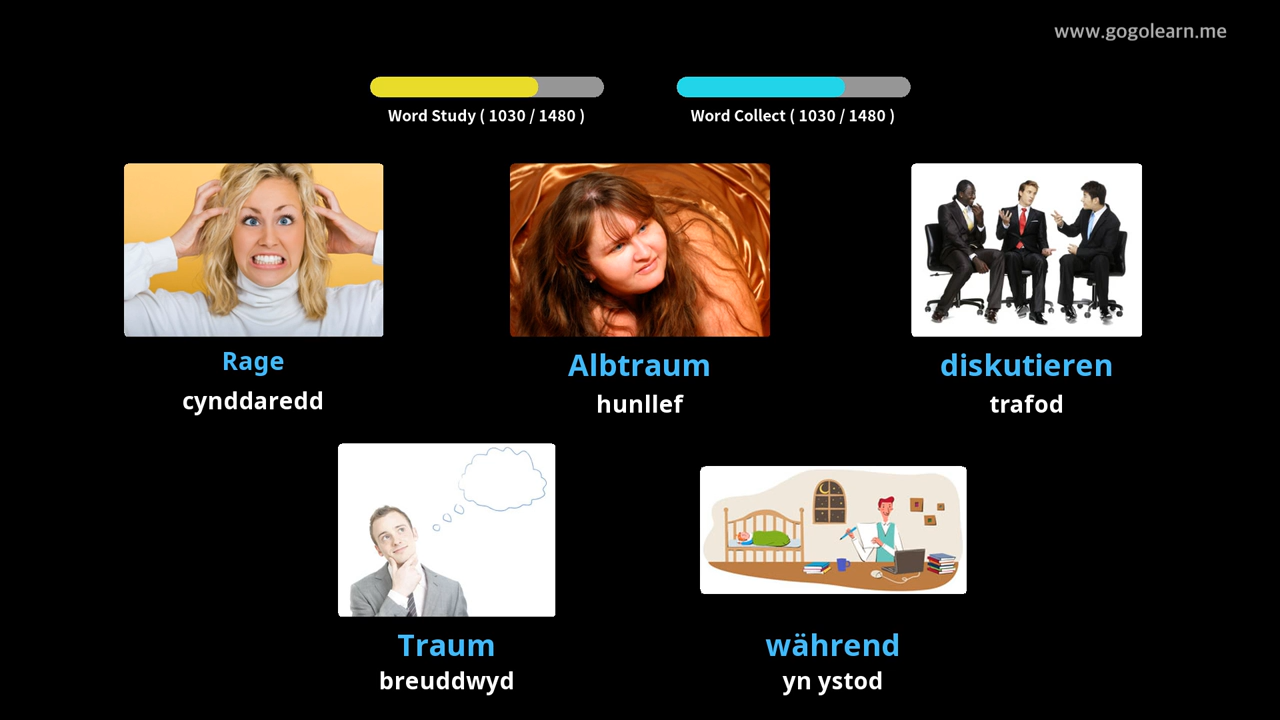 www.gogolearn.me
Word Study ( 1030 / 1480 )
Word Collect ( 1030 / 1480 )
Rage
cynddaredd
Albtraum
hunllef
diskutieren
trafod
Traum
breuddwyd
während
yn ystod